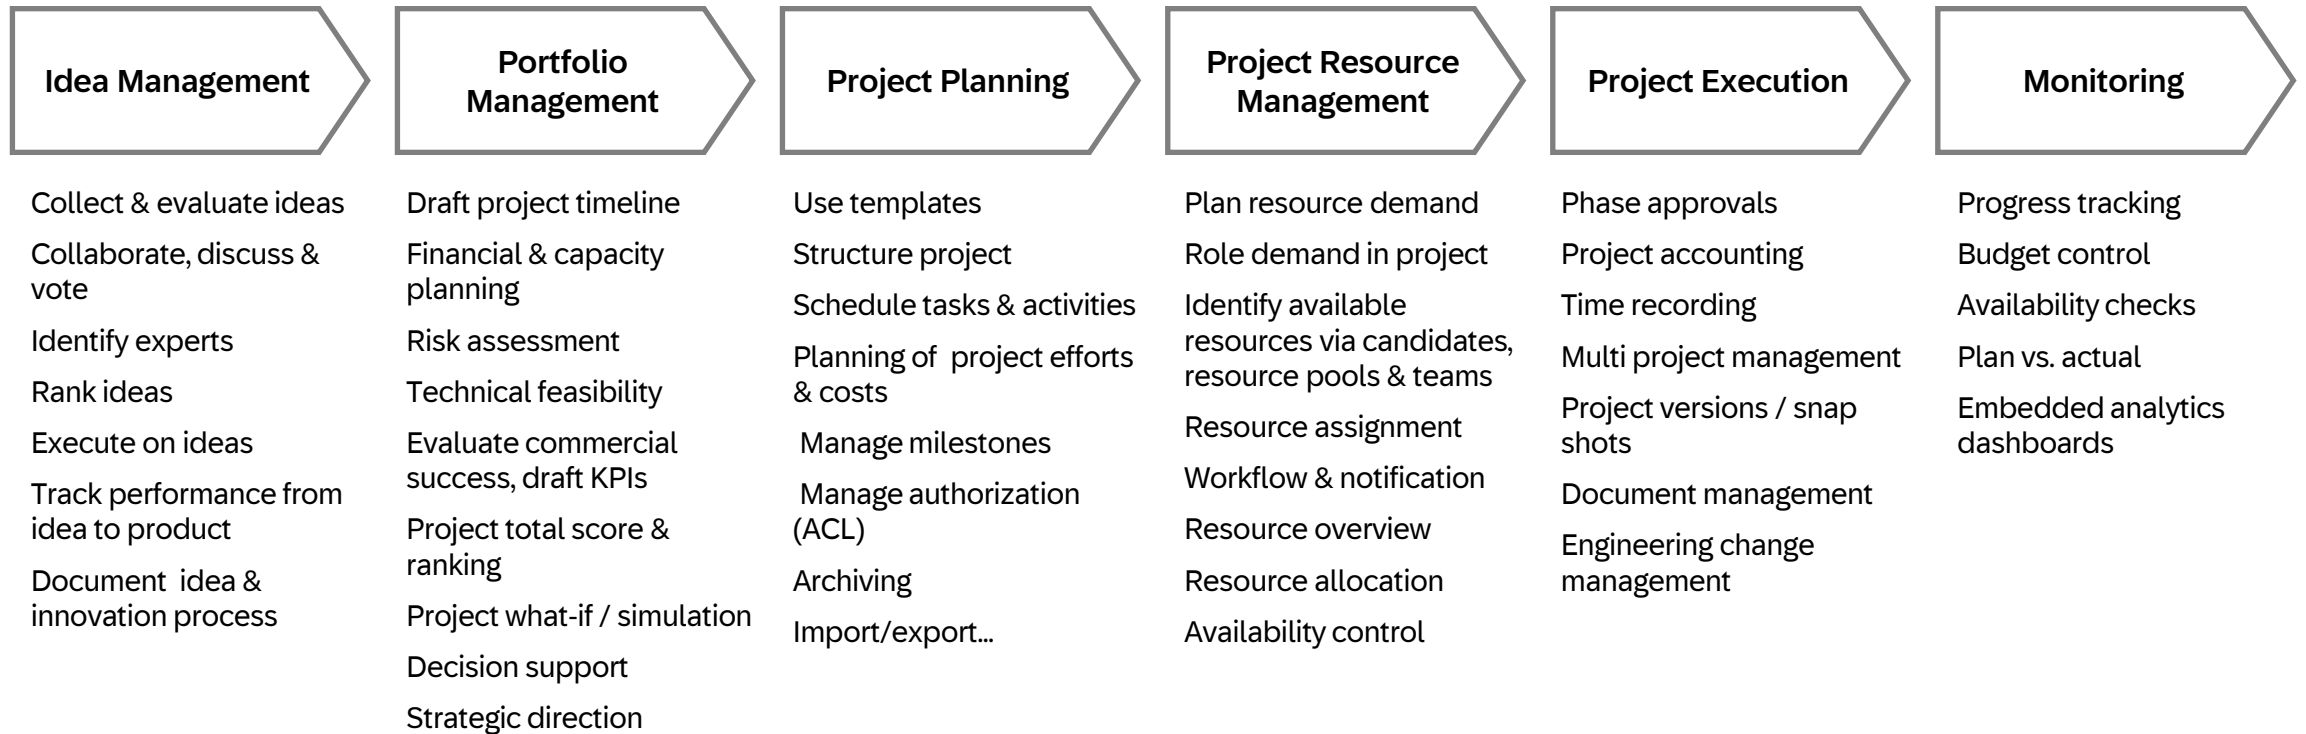 Idea Management
Collect & evaluate ideas
Collaborate, discuss &
vote
Identify experts
Rank ideas
Execute on ideas
Track performance from
idea to product
Document  idea &
innovation process
Portfolio
Management
Draft project timeline
Financial & capacity
planning
Risk assessment
Technical feasibility
Evaluate commercial
success, draft KPIs
Project total score &
ranking
Project what-if / simulation
Decision support
Strategic direction
Project Planning
Use templates
Structure project
Schedule tasks & activities
Planning of  project efforts
& costs
Manage milestones
Manage authorization
(ACL)
Archiving
Import/export...
Project Resource
Management
Plan resource demand
Role demand in project
Identify available
resources via candidates,
resource pools & teams
Resource assignment
Workflow & notification
Resource overview
Resource allocation
Availability control
Project Execution
Phase approvals
Project accounting
Time recording
Multi project management
Project versions / snap
shots
Document management
Engineering change
management
Monitoring
Progress tracking
Budget control
Availability checks
Plan vs. actual
Embedded analytics
dashboards